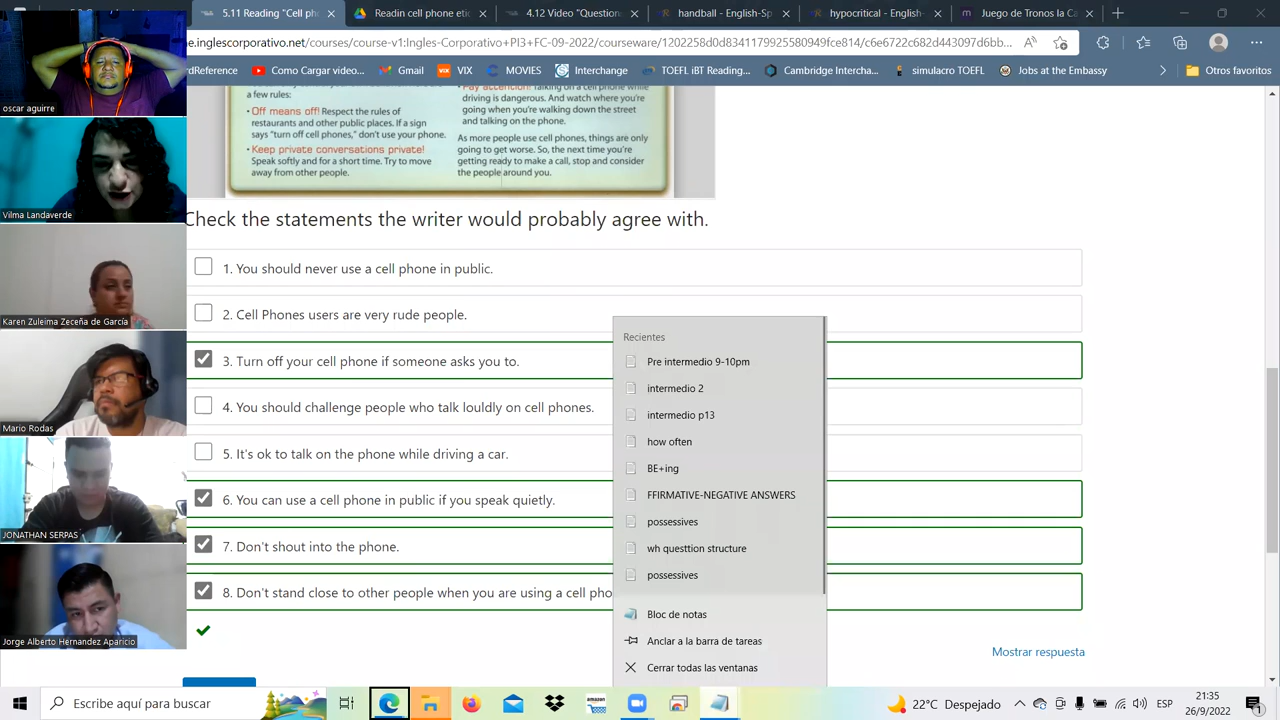 5.11 Reading "Cell ph
Readin cell phone etic
4.12 Video "Question
handbar - English-Sp
hypocritical - English
Juego de Tronos la Ca
e.inglescorporativo.net/courses/course-v1:Ingles-Corporativo+PI3+FC-09-2022/courseware/1202258d0d8341179925580949fce814/c6e6722c682d443097d6bb...
rdReference
Como Cargar video...
Gmail
VIX
MOVIES
Interchange
TOEFL iBT Reading...
Cambridge Intercha...
simulacro TOEFL
Jobs at the Embassy
Otros favoritos
a few rules:
• Off means off! Respect the rules of
restaurants and other public places. If a sign
says "turn off cell phones," don't use your phone.
• Keep private conversations private!
Speak softly and for a short time. Try to move
away from other people.
• Pay attention! Talking on a cell phone while
driving is dangerous. And watch where you're
going when you're walking down the street
and talking on the phone.
As more people use cell phones, things are only
going to get worse. So, the next time you're
getting ready to make a call, stop and consider
the people around you.
Check the statements the writer would probably agree with.
1. You should never use a cell phone in public.
2. Cell Phones users are very rude people.
3. Turn off your cell phone if someone asks you to.
4. You should challenge people who talk louldly on cell phones.
5. It's ok to talk on the phone while driving a car.
6. You can use a cell phone in public if you speak quietly.
7. Don't shout into the phone.
8. Don't stand close to other people when you are using a cell pho
Mostrar respuesta
Recientes
Pre intermedio 9-10pm
intermedio 2
intermedio p13
how often
BE+ing
FFIRMATIVE-NEGATIVE ANSWERS
possessives
wh questtion structure
possessives
Bloc de notas
Anclar a la barra de tareas
Cerrar todas las ventanas
oscar aguirre
Vilma Landaverde
Karen Zuleima Zeceña de García
Mario Rodas
JONATHAN SERPAS
Jorge Alberto Hernandez Aparicio
Escribe aquí para buscar
amazon
22°C Despejado
ESP
21:35
26/9/2022
1